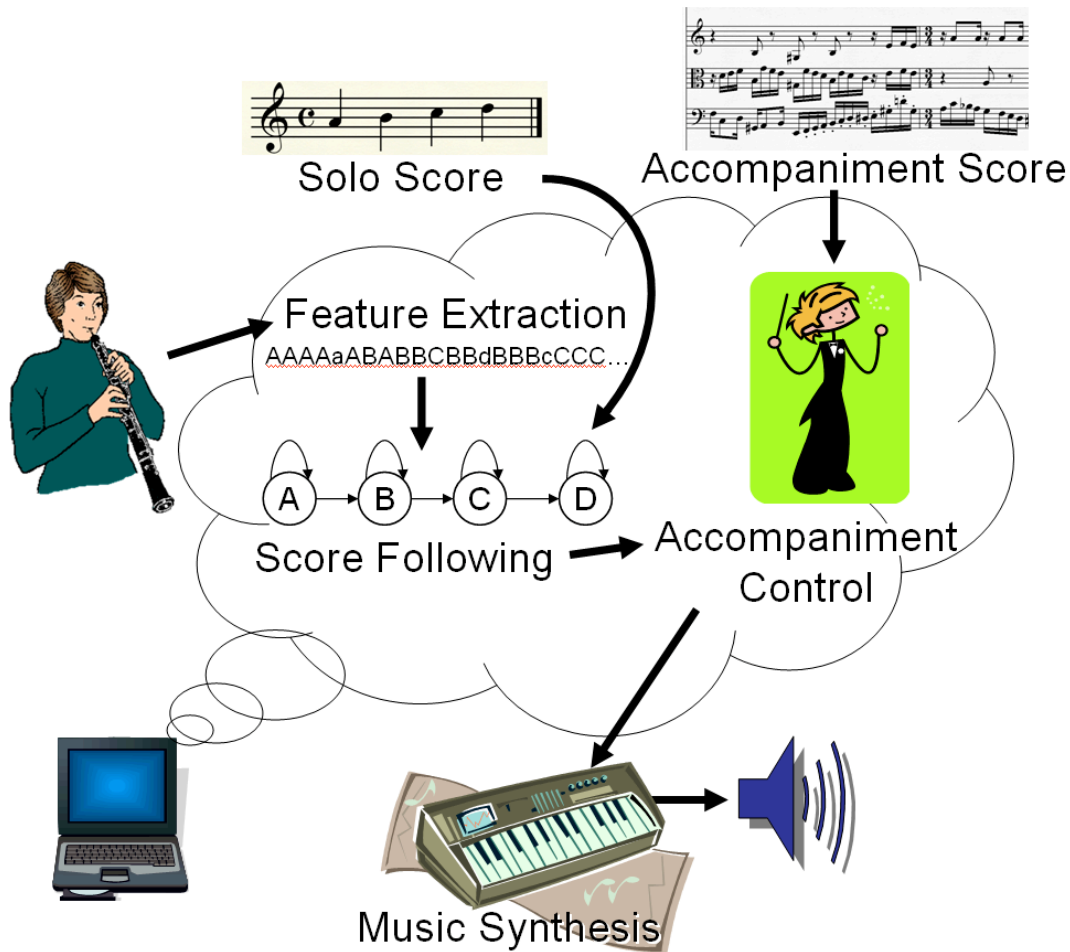 Solo Score
Accompaniment Score
Feature Extraction
AAAAaABABBCBBdBBBcCCC...
A B C D
Score Following
Accompaniment
Control
Music Synthesis